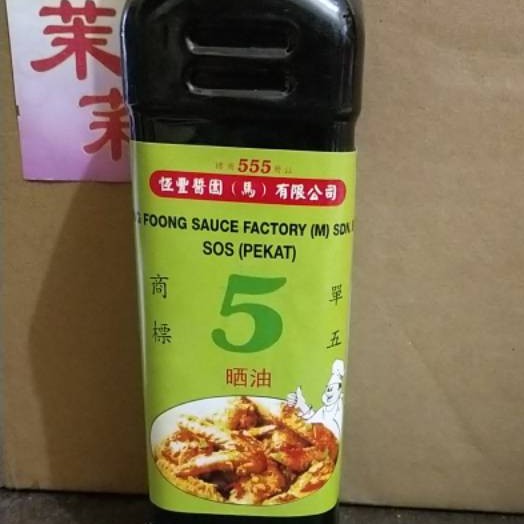 茉
茉
555
恆豐醬園（馬）有限公司
G FOONG SAUCE FACTORY (M) SDN
SOS (PEKAT)
商標
5
單五
晒油